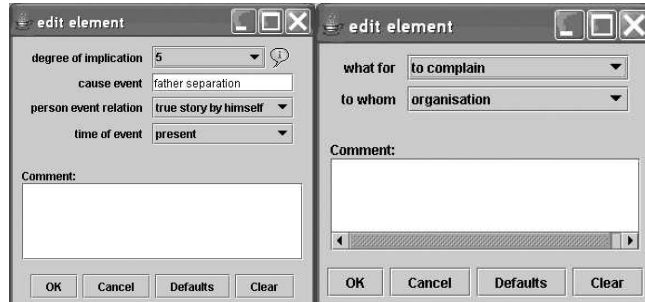 edit element
degree of implication 5
cause event father separation
person event relation true story by himself
time of event present
Comment:
OK Cancel Defaults Clear
edit element
what for to complain
to whom organisation
Comment:
OK Cancel Defaults Clear